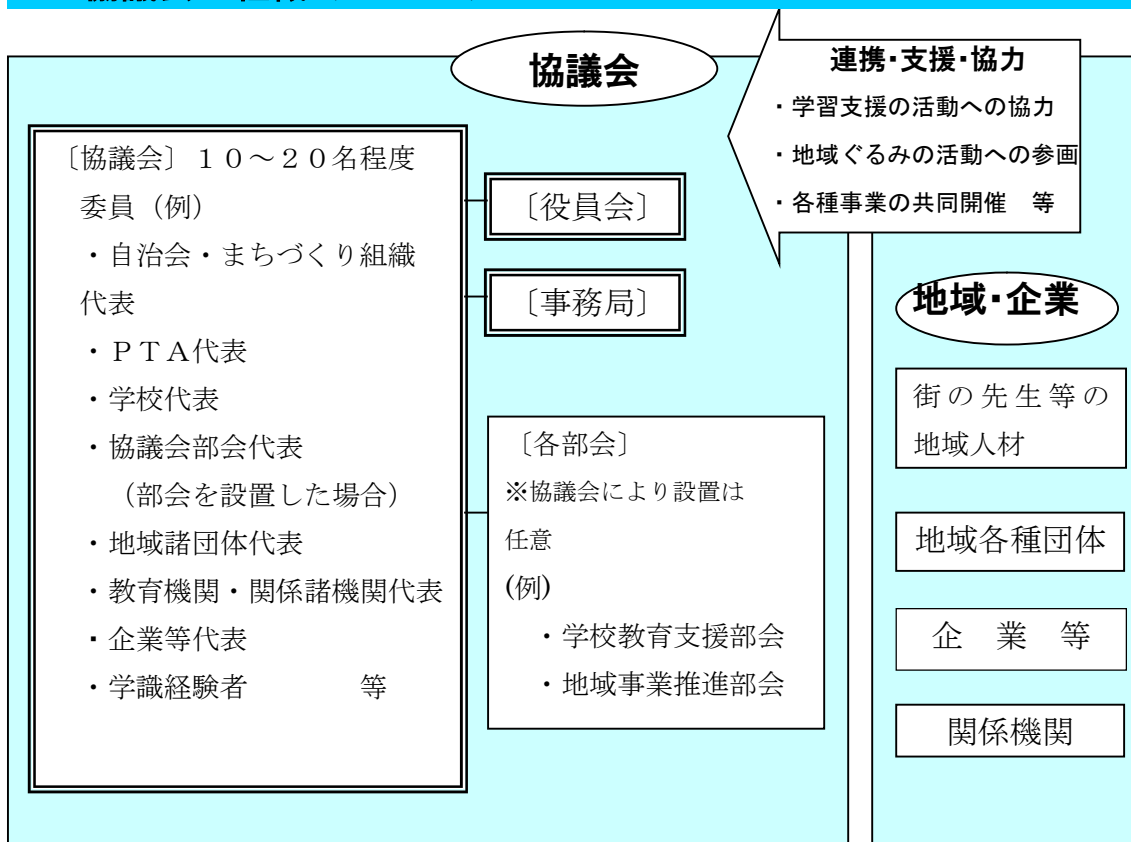 協議会
連携・支援・協力
・学習支援の活動への協力
・地域ぐるみの活動への参画
・各種事業の共同開催　等
〔協議会〕１０～２０名程度
委員（例）
・自治会・まちづくり組織
代表
・ＰＴＡ代表
・学校代表
・協議会部会代表
（部会を設置した場合）
・地域諸団体代表
・教育機関・関係諸機関代表
・企業等代表
・学識経験者　　　　等
〔役員会〕
〔事務局〕
〔各部会〕
※協議会により設置は
任意
(例)
・学校教育支援部会
・地域事業推進部会
地域・企業
街の先生等の
地域人材
地域各種団体
企　業　等
関係機関